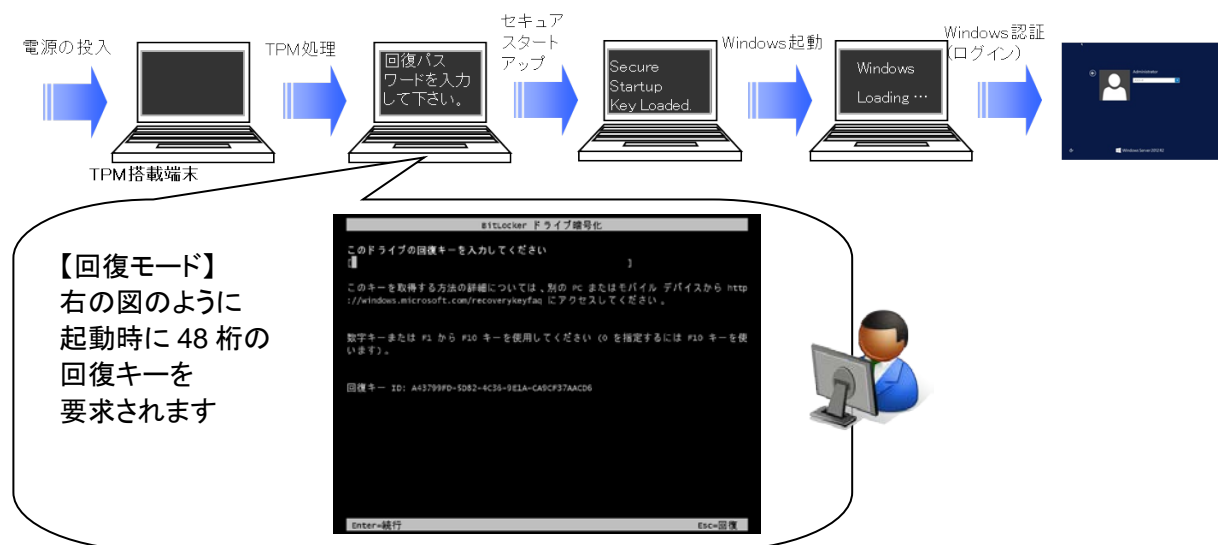 電源の投入
TPM処理
セキュア
スタート
アップ
Windows起動
Windows認証
(ログイン)
回復パス
ワードを入力
して下さい。
Secure
Startup
Key Loaded.
Windows
Loading …
Administrator
Windows Server 2012 R2
TPM搭載端末
【回復モード】
右の図のように
起動時に 48 桁の
回復キーを
要求されます
BitLocker ドライブ暗号化
このドライブの回復キーを入力してください
[ ]
このキーを取得する方法の詳細については、別の PC またはモバイル デバイスから http
://windows.microsoft.com/recoverykeyfaq にアクセスしてください。
数字キーまたは F1 から F10 キーを使用してください (0 を指定するには F10 キーを使
います)。
回復キー ID: A43799FD-5D82-4C36-9E1A-CA9CF37AACD6
Enter=続行
Esc=回復